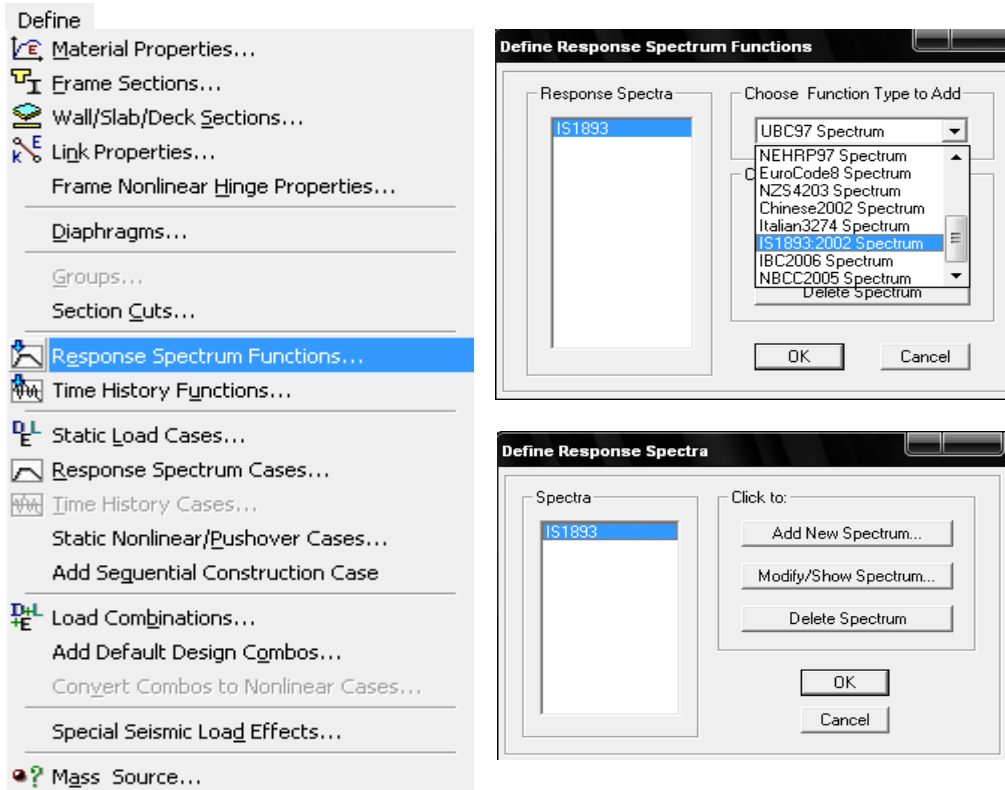 Define
Material Properties...
Frame Sections...
Wall/Slab/Deck Sections...
Link Properties...
Frame Nonlinear Hinge Properties...
Diaphragms...
Groups...
Section Cuts...
Response Spectrum Functions...
Time History Functions...
Static Load Cases...
Response Spectrum Cases...
Time History Cases...
Static Nonlinear/Pushover Cases...
Add Sequential Construction Case
Load Combinations...
Add Default Design Combos...
Convert Combos to Nonlinear Cases...
Special Seismic Load Effects...
Mass Source...
Define Response Spectrum Functions
Response Spectra
IS1893
Choose Function Type to Add
UBC97 Spectrum
NEHRP97 Spectrum
EuroCode8 Spectrum
NZS4203 Spectrum
Chinese2002 Spectrum
Italian3274 Spectrum
IS1893:2002 Spectrum
IBC2006 Spectrum
NBCC2005 Spectrum
Delete Spectrum
OK Cancel
Define Response Spectra
Spectra
IS1893
Click to:
Add New Spectrum...
Modify/Show Spectrum...
Delete Spectrum
OK
Cancel